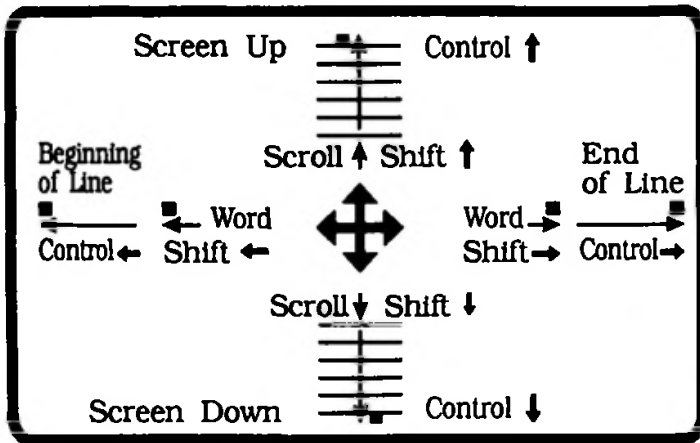 Screen Up Control ↑
Scroll ↑ Shift ↑
Beginning
of Line
End
of Line
← Word
Word →
Control ← Shift ←
Shift → Control →
Scroll ↓ Shift ↓
Screen Down Control ↓